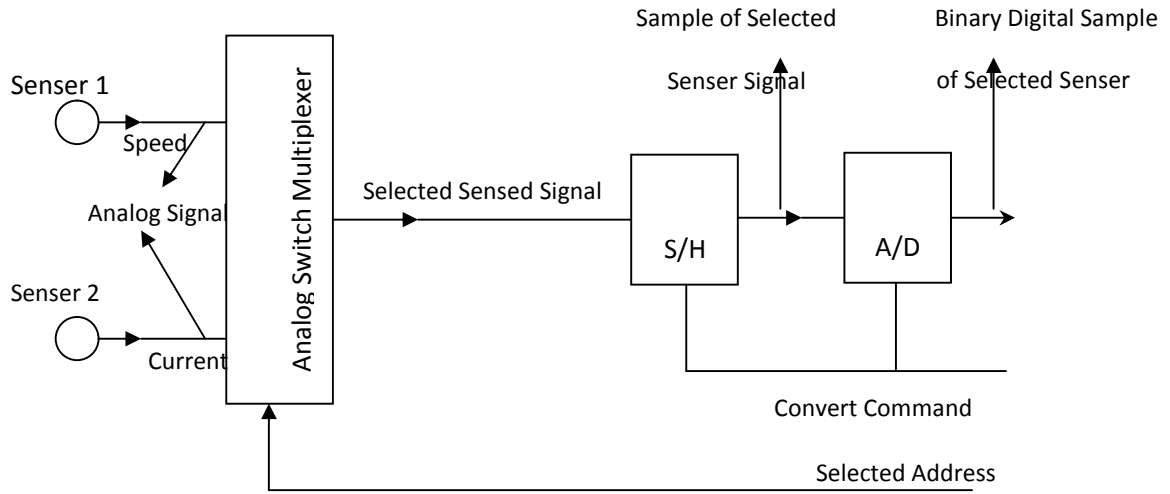 Sample of Selected
Senser Signal
Binary Digital Sample
of Selected Senser
Senser 1
Speed
Analog Signal
Senser 2
Current
Analog Switch Multiplexer
Selected Sensed Signal
S/H
A/D
Convert Command
Selected Address